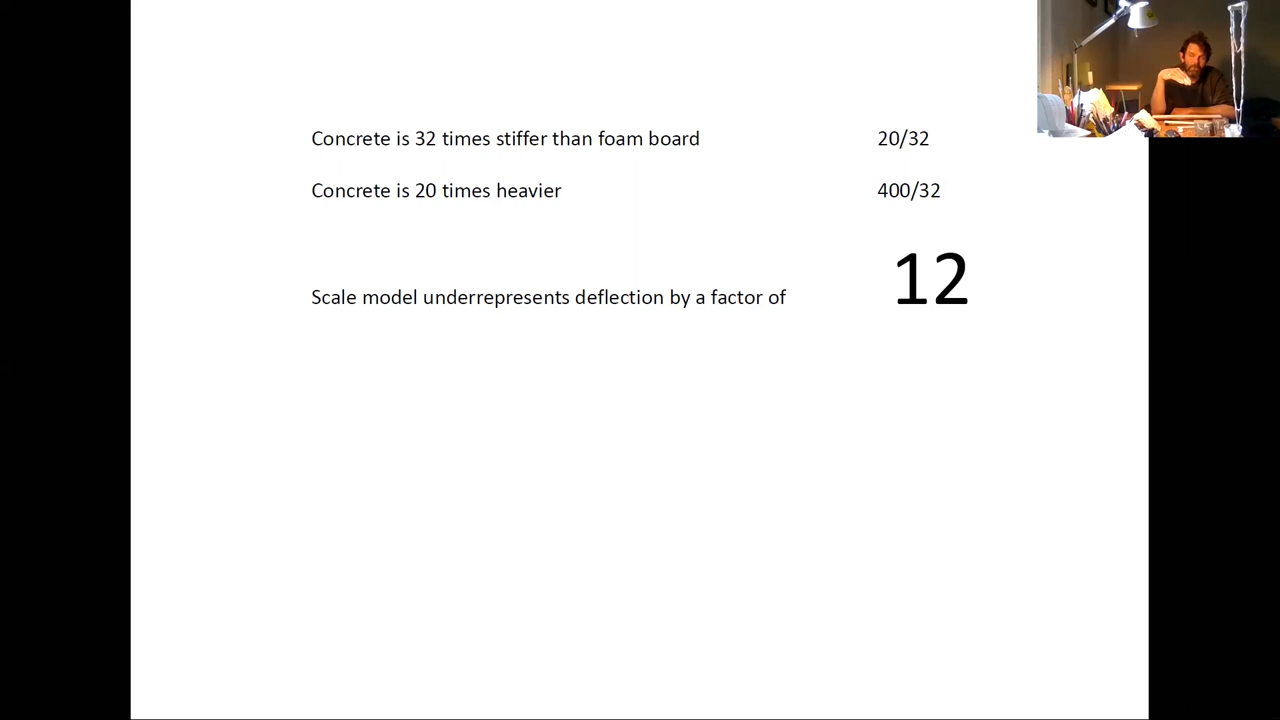 Concrete is 32 times stiffer than foam board 20/32
Concrete is 20 times heavier 400/32
Scale model underrepresents deflection by a factor of 12